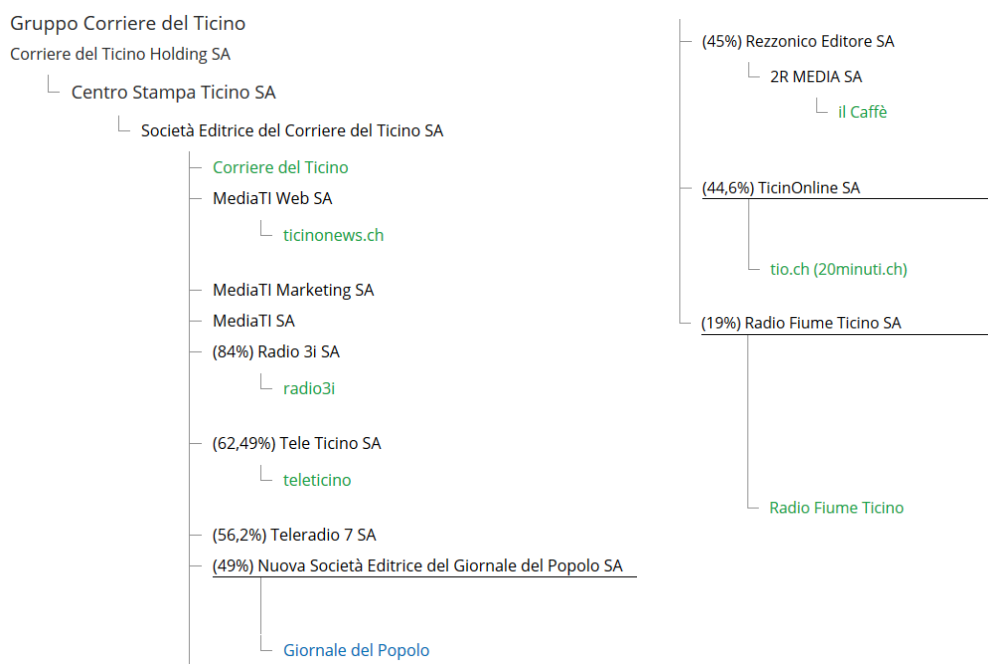 Gruppo Corriere del Ticino
Corriere del Ticino Holding SA
Centro Stampa Ticino SA
Società Editrice del Corriere del Ticino SA
Corriere del Ticino
MediaTI Web SA
ticinonews.ch
MediaTI Marketing SA
MediaTI SA
(84%) Radio 3i SA
radio3i
(62,49%) Tele Ticino SA
teleticino
(56,2%) Teleradio 7 SA
(49%) Nuova Società Editrice del Giornale del Popolo SA
Giornale del Popolo
(45%) Rezzonico Editore SA
2R MEDIA SA
il Caffè
(44,6%) TicinOnline SA
tio.ch (20minuti.ch)
(19%) Radio Fiume Ticino SA
Radio Fiume Ticino